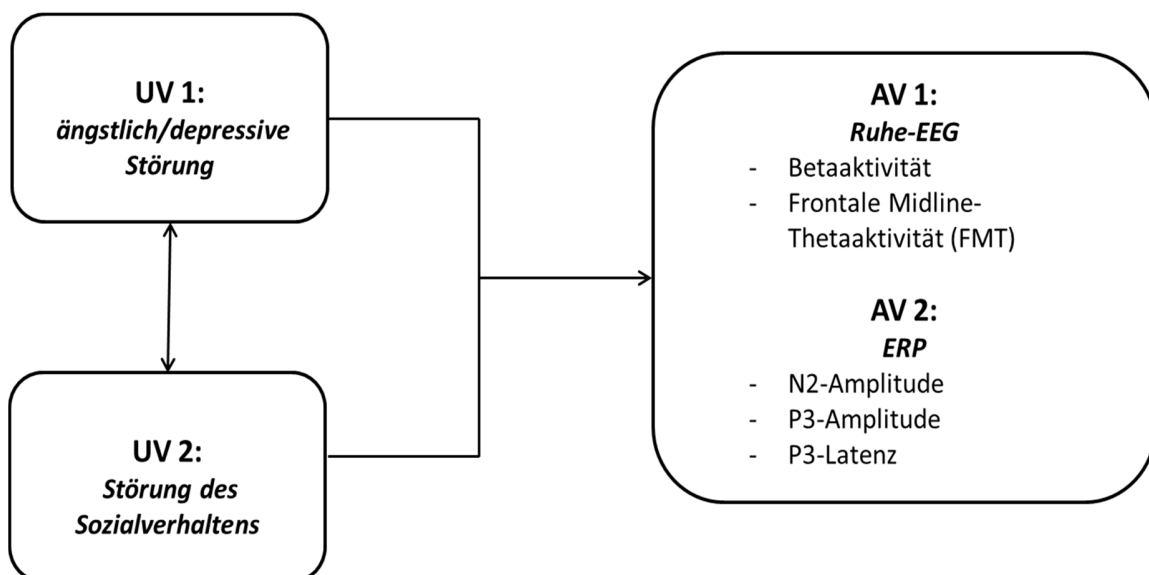 UV 1:
ängstlich/depressive
Störung
UV 2:
Störung des
Sozialverhaltens
AV 1:
Ruhe-EEG
- Betaaktivität
- Frontale Midline-
Thetaaktivität (FMT)
AV 2:
ERP
- N2-Amplitude
- P3-Amplitude
- P3-Latenz